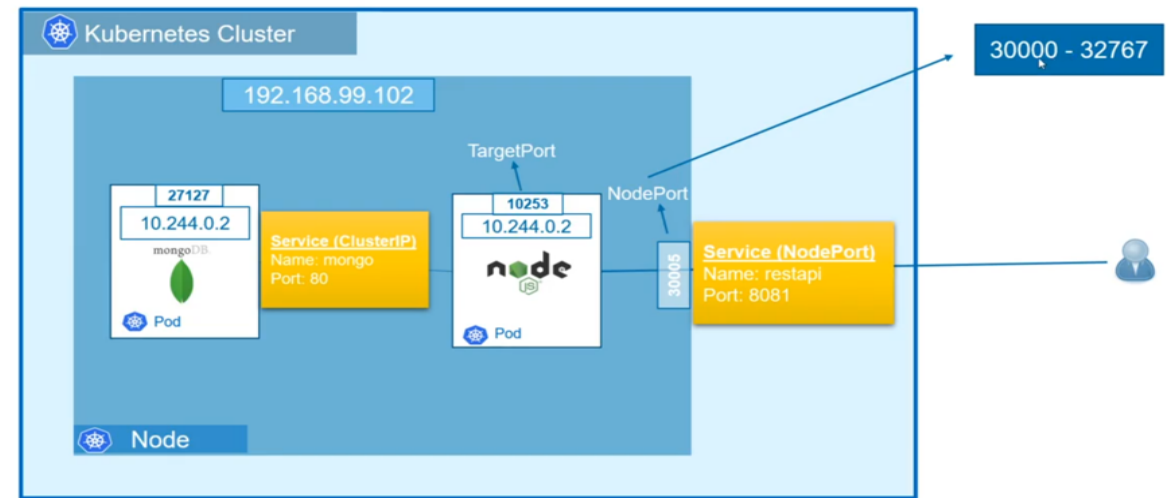 Kubernetes Cluster
30000 - 32767
192.168.99.102
TargetPort
NodePort
27127
10.244.0.2
mongoDB.
Pod
Service (ClusterIP)
Name: mongo
Port: 80
10253
10.244.0.2
node
JS
Pod
30005
Service (NodePort)
Name: restapi
Port: 8081
Node